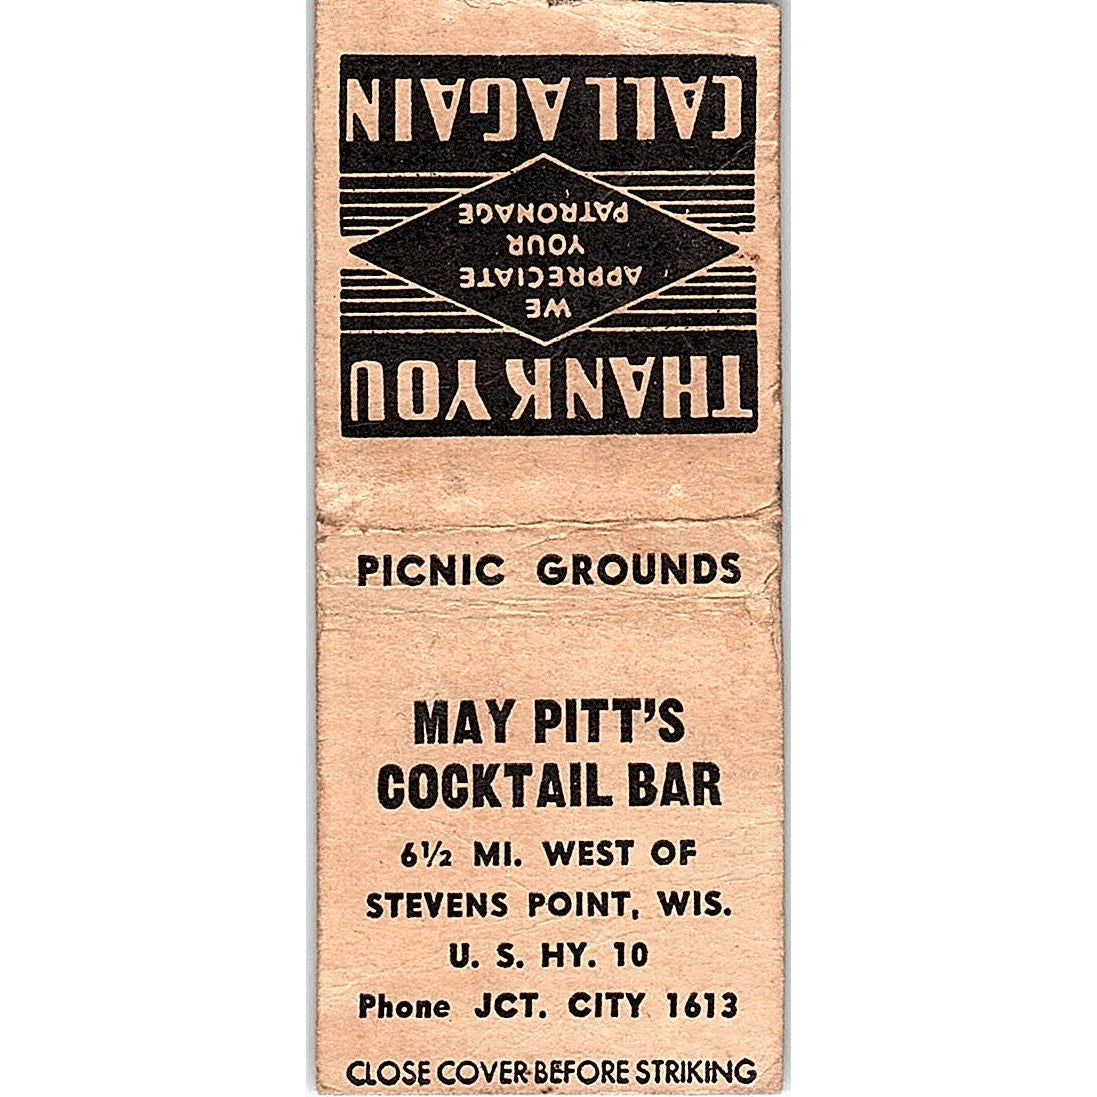 THANK YOU
WE
APPRECIATE
YOUR
PATRONAGE
CALL AGAIN
PICNIC GROUNDS
MAY PITT'S
COCKTAIL BAR
6½ MI. WEST OF
STEVENS POINT, WIS.
U. S. HY. 10
Phone JCT. CITY 1613
CLOSE COVER BEFORE STRIKING